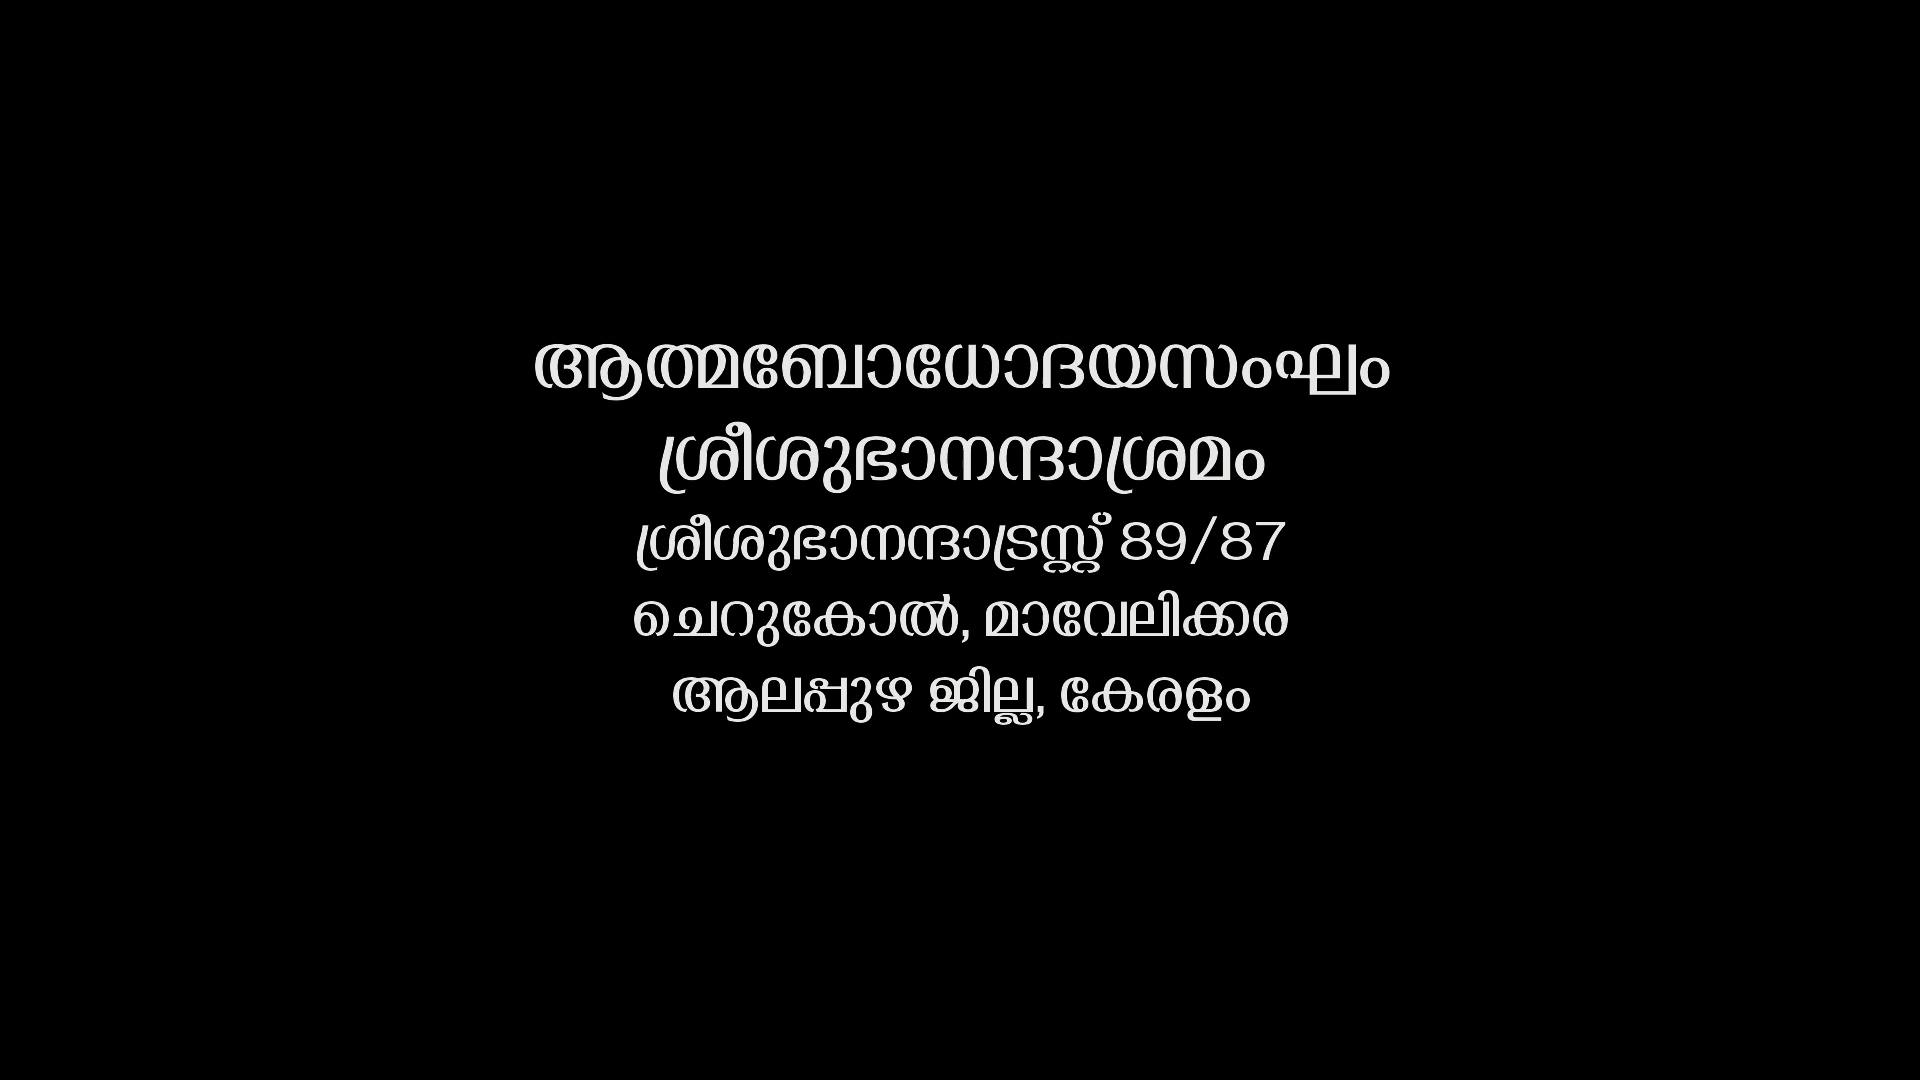 ആത്മബോധോദയസംഘം
ശ്രീശുഭാനന്ദാശ്രമം
ശ്രീശുഭാനന്ദാട്രസ്റ്റ് 89/87
ചെറുകോൽ, മാവേലിക്കര
ആലപ്പുഴ ജില്ല, കേരളം